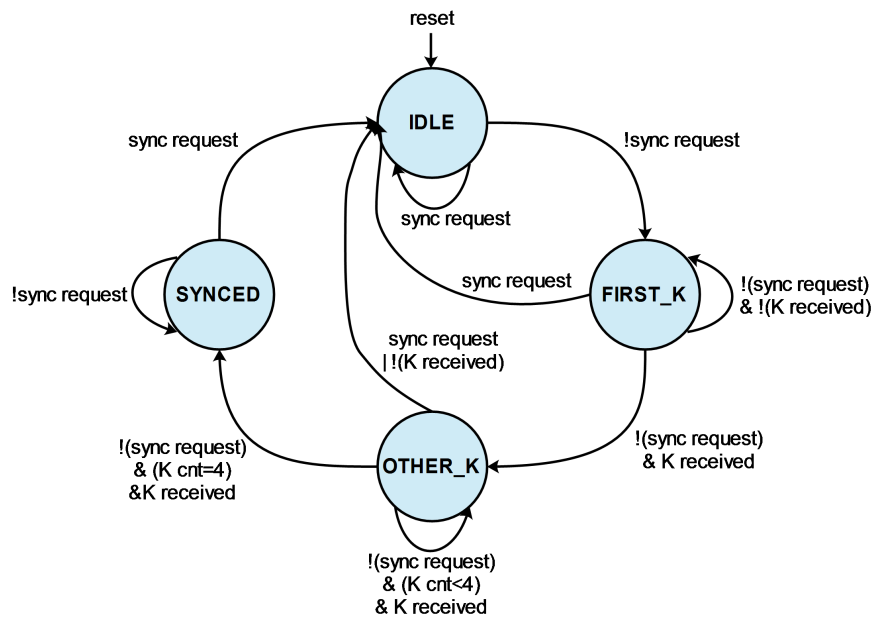 reset
IDLE
sync request
!sync request
sync request
sync request
!sync request
SYNCED
FIRST_K
!(sync request)
& !(K received)
sync request
| !(K received)
!(sync request)
& (K cnt=4)
&K received
OTHER_K
!(sync request)
& K received
!(sync request)
& (K cnt<4)
& K received